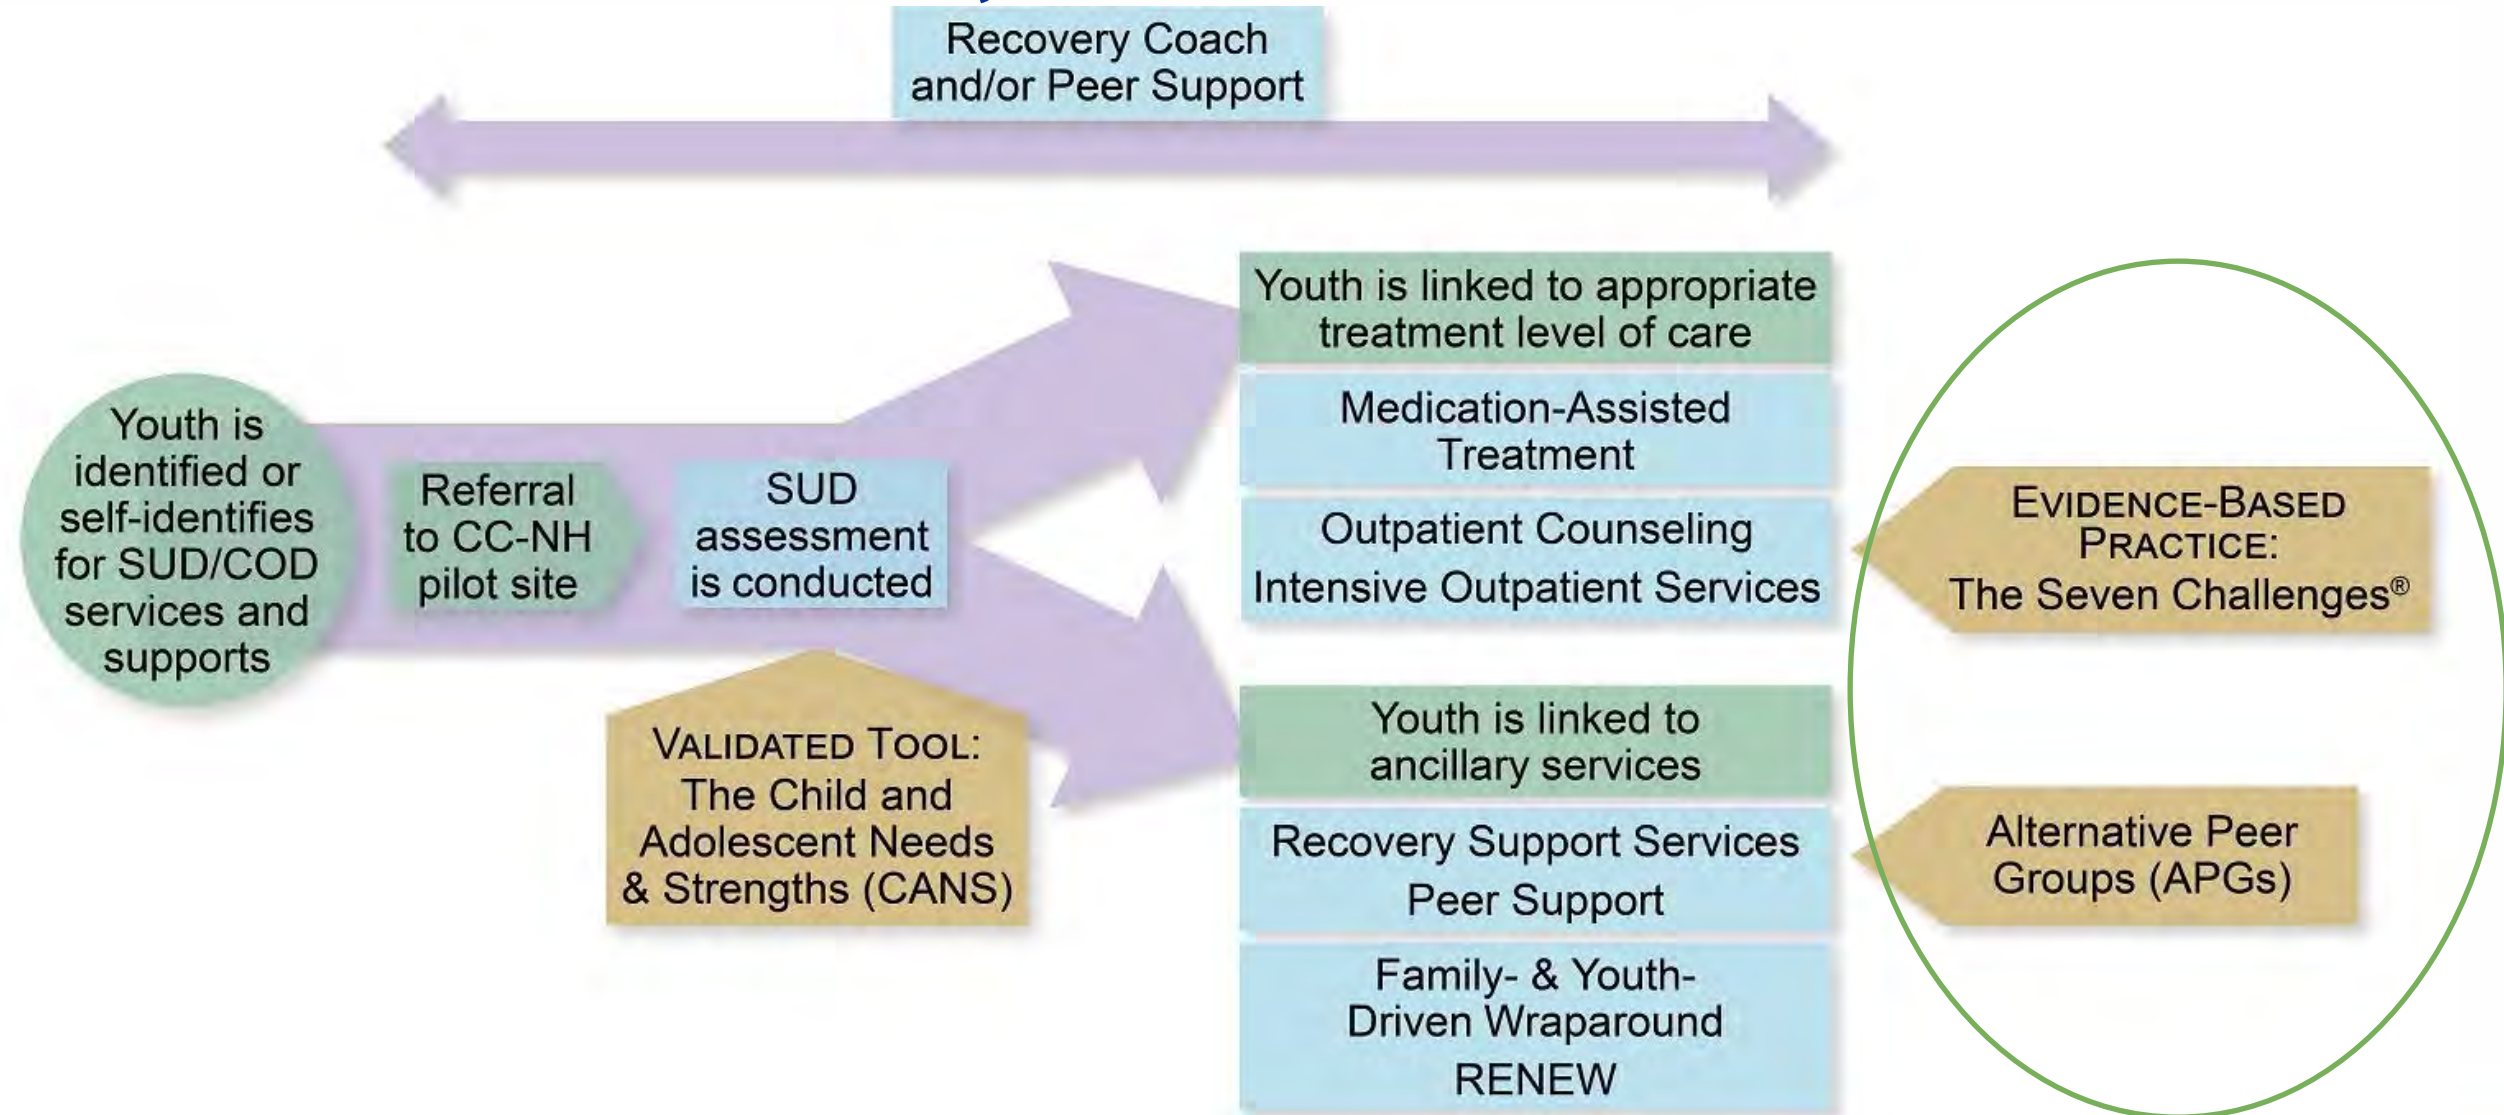 Recovery Coach
and/or Peer Support
Youth is
identified or
self-identifies
for SUD/COD
services and
supports
Referral
to CC-NH
pilot site
SUD
assessment
is conducted
VALIDATED TOOL:
The Child and
Adolescent Needs
& Strengths (CANS)
Youth is linked to appropriate
treatment level of care
Medication-Assisted
Treatment
Outpatient Counseling
Intensive Outpatient Services
EVIDENCE-BASED
PRACTICE:
The Seven Challenges®
Youth is linked to
ancillary services
Recovery Support Services
Peer Support
Family- & Youth-
Driven Wraparound
RENEW
Alternative Peer
Groups (APGs)